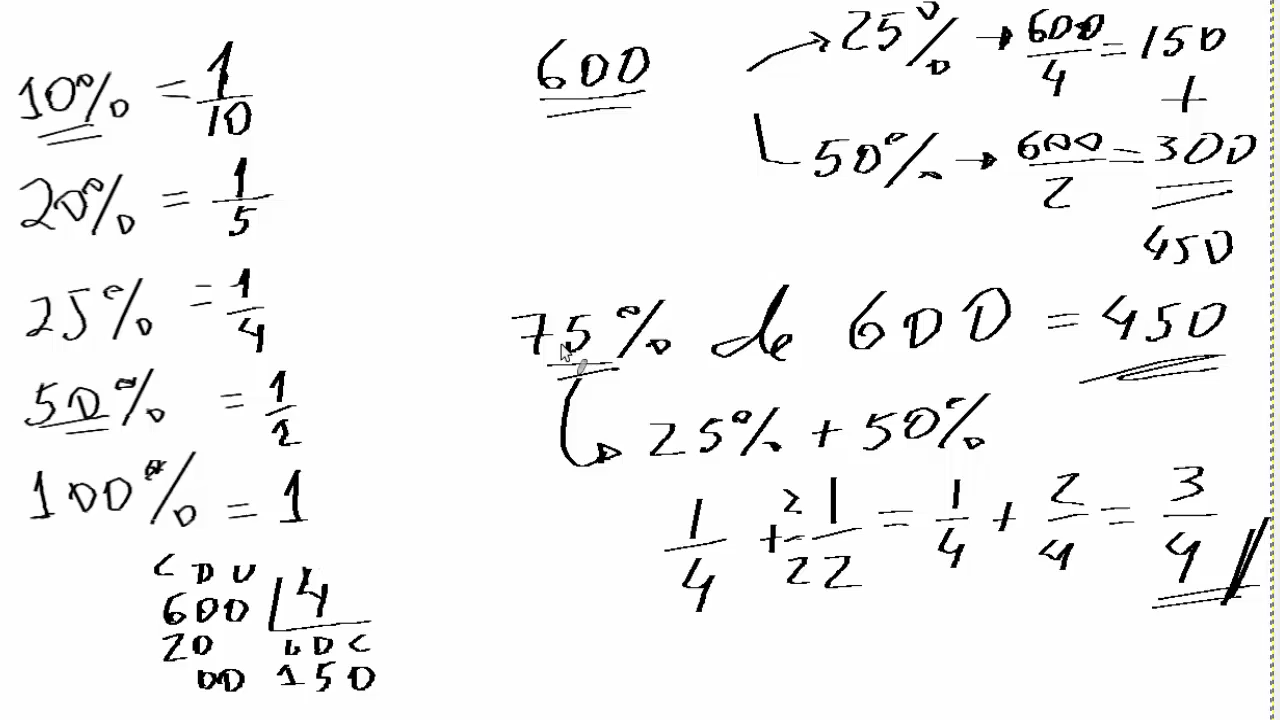 10% = 1/10
20% = 1/5
25% = 1/4
50% = 1/2
100% = 1
C D U
600 | 4
20
00 150
600
25% → 600/4 = 150
+
50% → 600/2 = 300
450
75% de 600 = 450
25% + 50%
1/4 + 2/2 1/2 = 1/4 + 2/4 = 3/4